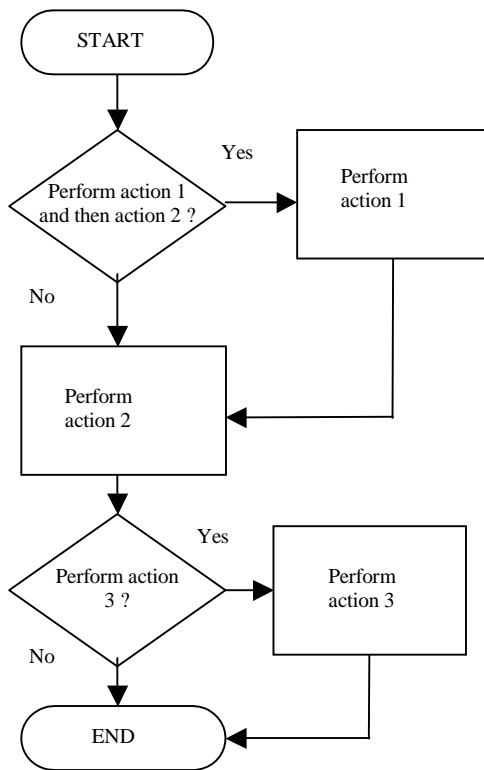 START
Yes
Perform action 1
and then action 2 ?
Perform
action 1
No
Perform
action 2
Yes
Perform action
3 ?
Perform
action 3
No
END